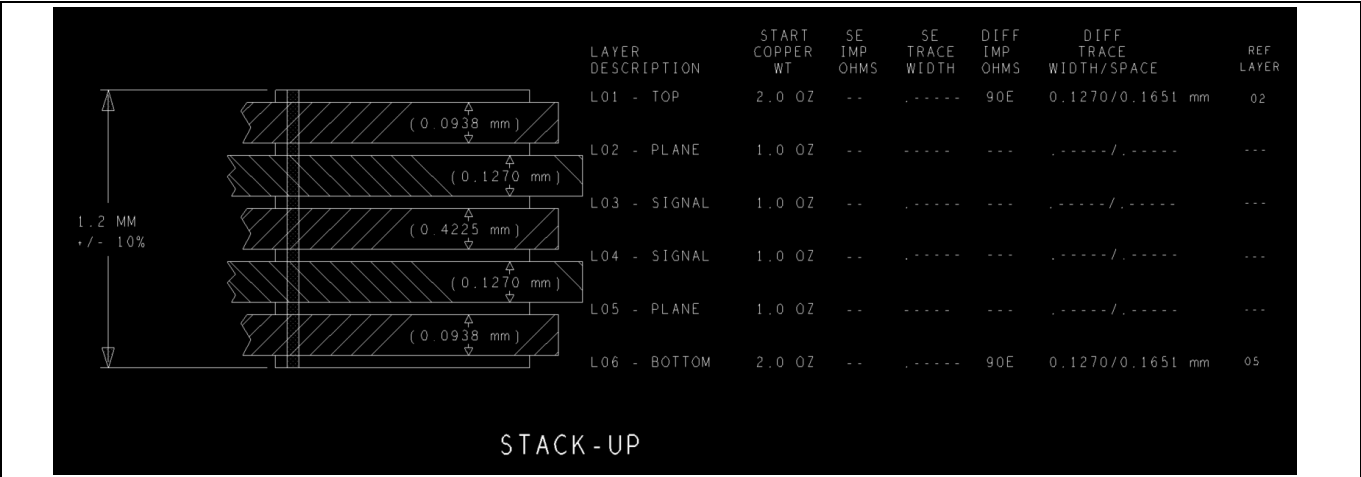 START SE SE DIFF DIFF
LAYER COPPER IMP TRACE IMP TRACE REF
DESCRIPTION WT OHMS WIDTH OHMS WIDTH/SPACE LAYER
L01 - TOP 2.0 OZ -- .----- 90E 0.1270/0.1651 mm 02
(0.0938 mm)
L02 - PLANE 1.0 OZ -- ----- --- .-----/.----- ---
(0.1270 mm)
L03 - SIGNAL 1.0 OZ -- .----- --- .-----/.----- ---
1.2 MM
(0.4225 mm)
+/- 10%
L04 - SIGNAL 1.0 OZ -- .----- --- .-----/.----- ---
(0.1270 mm)
L05 - PLANE 1.0 OZ -- ----- --- .-----/.----- ---
(0.0938 mm)
L06 - BOTTOM 2.0 OZ -- .----- 90E 0.1270/0.1651 mm 05
STACK-UP